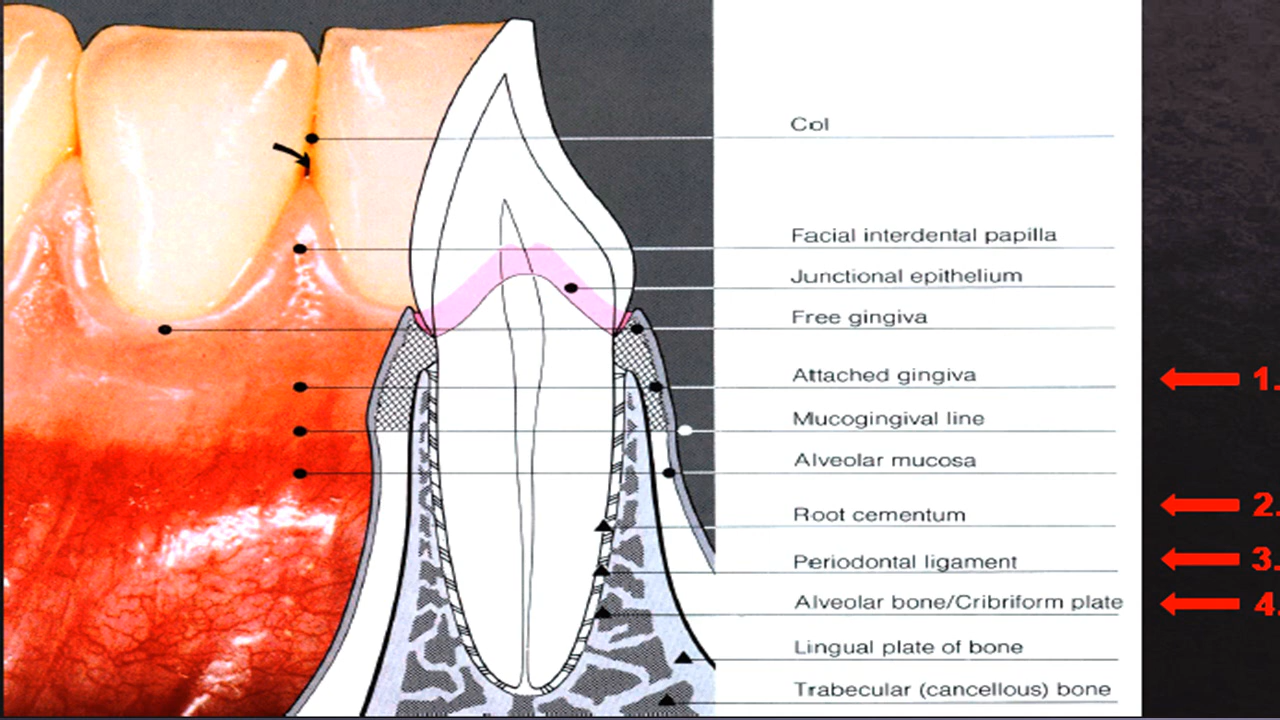 Col
Facial interdental papilla
Junctional epithelium
Free gingiva
Attached gingiva
1.
Mucogingival line
Alveolar mucosa
Root cementum
2.
Periodontal ligament
3.
Alveolar bone/Cribriform plate
4.
Lingual plate of bone
Trabecular (cancellous) bone